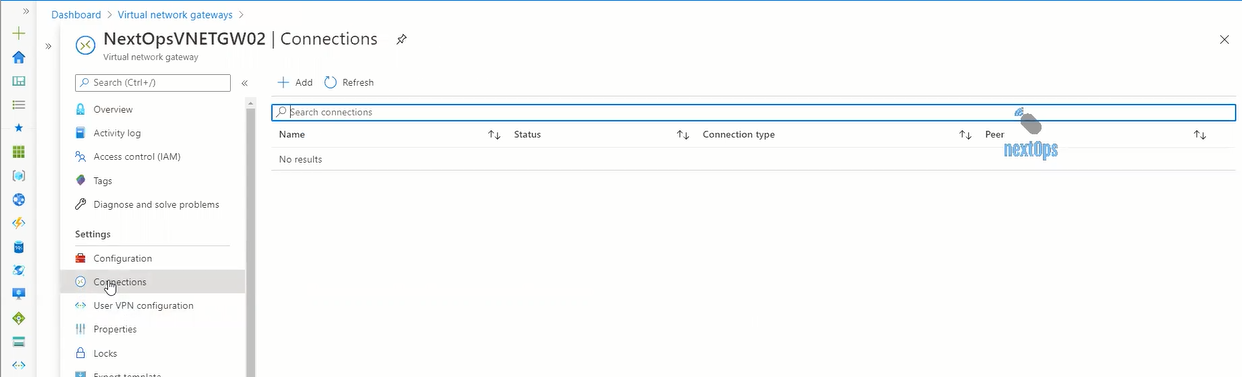 Dashboard > Virtual network gateways >
NextOpsVNETGW02 | Connections
Virtual network gateway
Search (Ctrl+/)
Overview
Activity log
Access control (IAM)
Tags
Diagnose and solve problems
Settings
Configuration
Connections
User VPN configuration
Properties
Locks
Export template
Add Refresh
Search connections
Name Status Connection type Peer
No results
nextOps